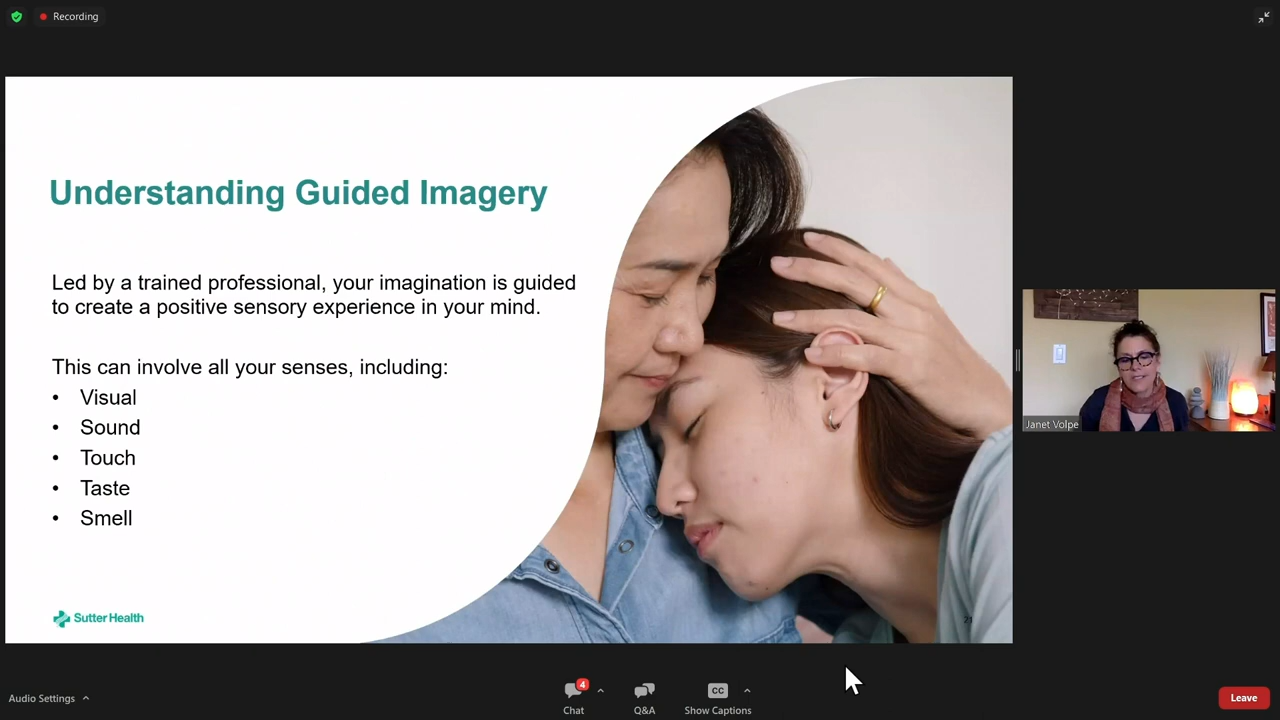 Recording
Understanding Guided Imagery
Led by a trained professional, your imagination is guided
to create a positive sensory experience in your mind.
This can involve all your senses, including:
• Visual
• Sound
• Touch
• Taste
• Smell
Sutter Health
21
Janet Volpe
Audio Settings
4
Chat
Q&A
CC
Show Captions
Leave